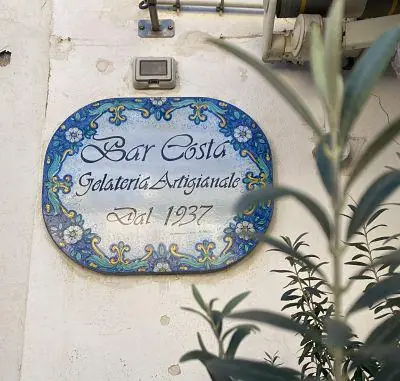 Bar Costa
Gelateria Artigianale
Dal 1937